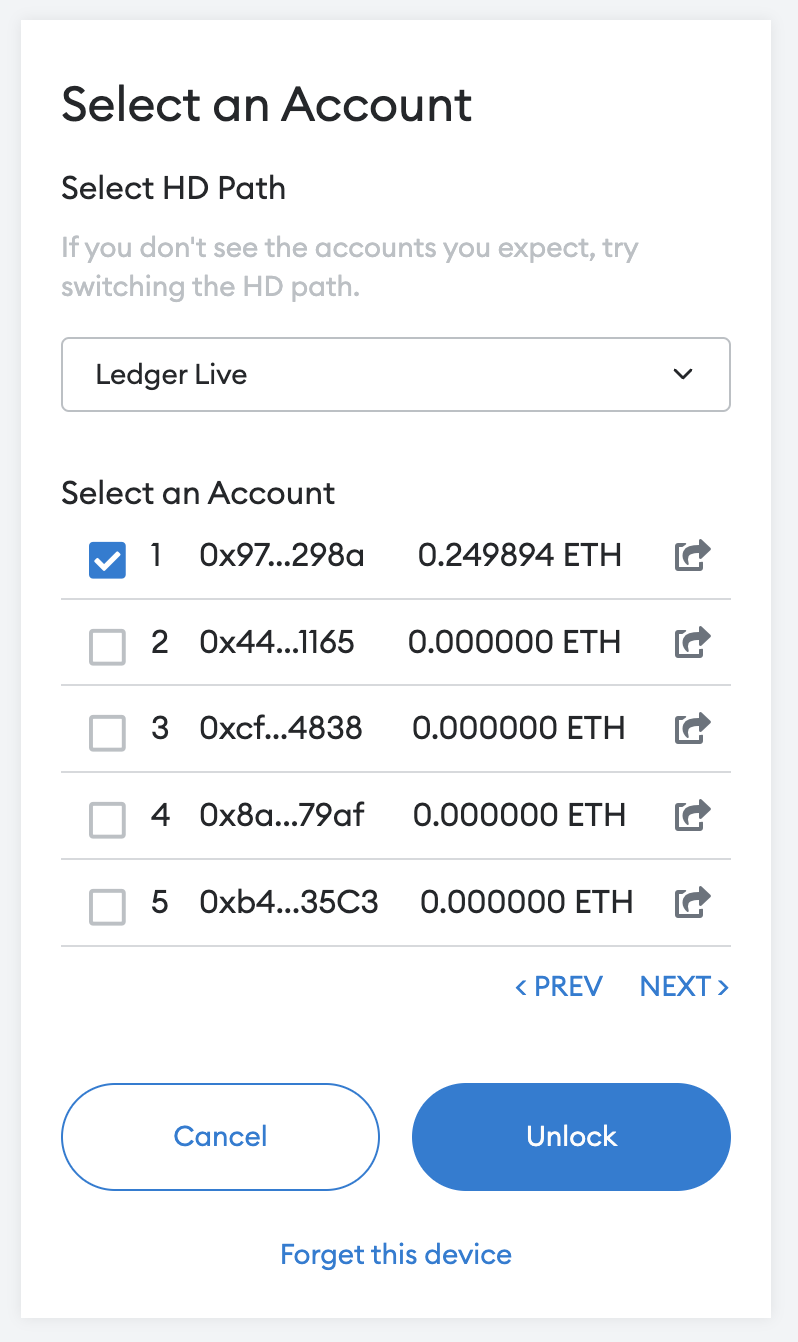 Select an Account
Select HD Path
If you don't see the accounts you expect, try
switching the HD path.
Ledger Live
Select an Account
1 0x97...298a 0.249894 ETH
2 0x44...1165 0.000000 ETH
3 0xcf...4838 0.000000 ETH
4 0x8a...79af 0.000000 ETH
5 0xb4...35C3 0.000000 ETH
< PREV NEXT >
Cancel Unlock
Forget this device